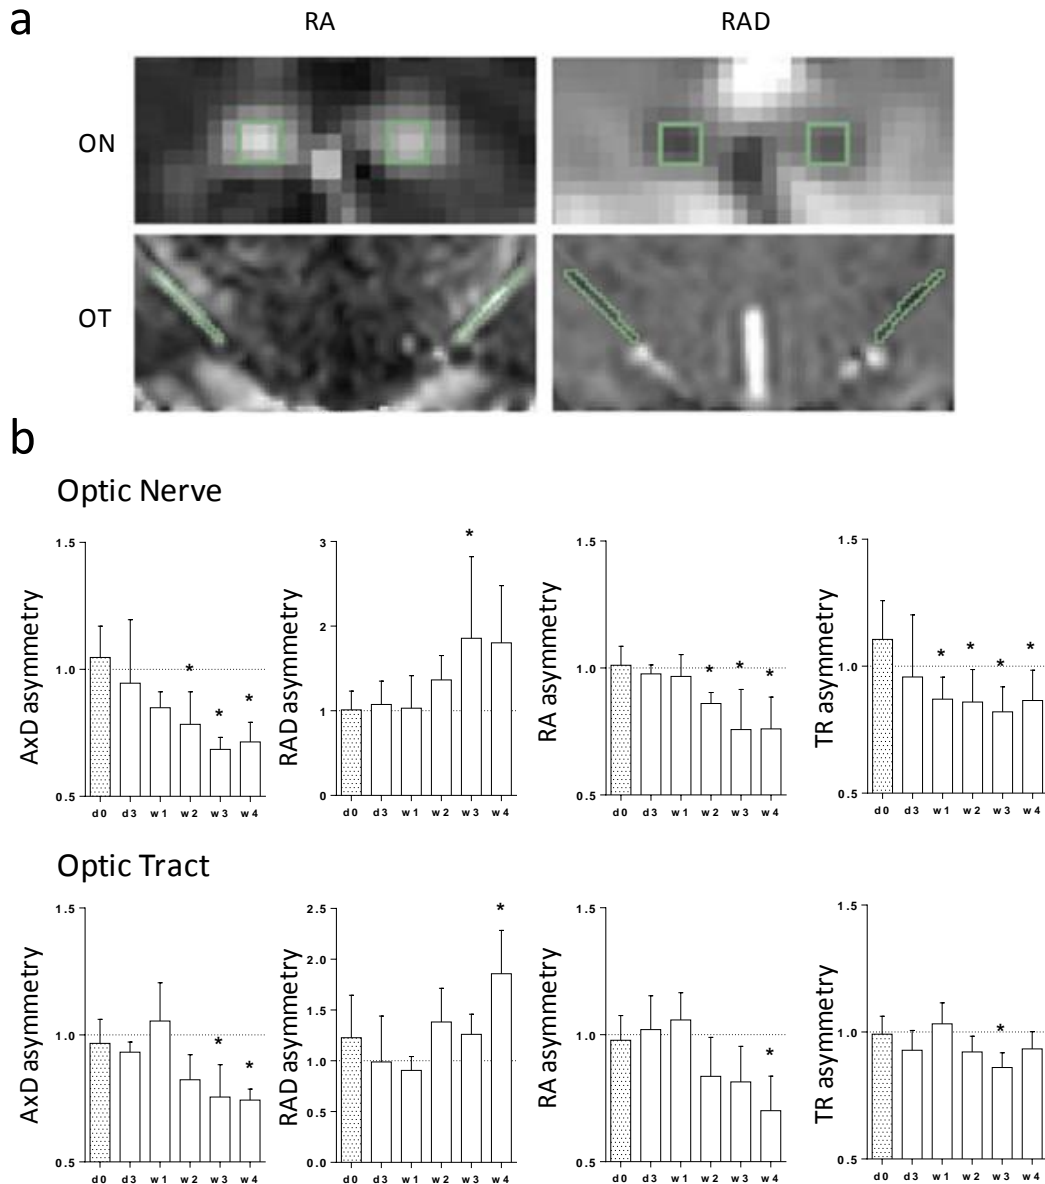 a
RA RAD
ON
OT
b
Optic Nerve
AxD asymmetry
1.5
1.0
0.5
* * *
d0 d3 w1 w2 w3 w4
RAD asymmetry
3
2
1
0
*
d0 d3 w1 w2 w3 w4
RA asymmetry
1.5
1.0
0.5
* * *
d0 d3 w1 w2 w3 w4
TR asymmetry
1.5
1.0
0.5
* * * *
d0 d3 w1 w2 w3 w4
Optic Tract
AxD asymmetry
1.5
1.0
0.5
* *
d0 d3 w1 w2 w3 w4
RAD asymmetry
2.5
2.0
1.5
1.0
0.5
0.0
*
d0 d3 w1 w2 w3 w4
RA asymmetry
1.5
1.0
0.5
*
d0 d3 w1 w2 w3 w4
TR asymmetry
1.5
1.0
0.5
*
d0 d3 w1 w2 w3 w4